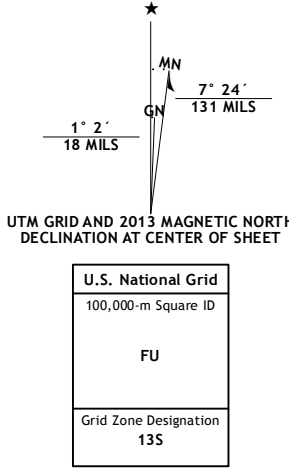 ★
MN
GN
7° 24´
131 MILS
1° 2´
18 MILS
UTM GRID AND 2013 MAGNETIC NORTH
DECLINATION AT CENTER OF SHEET
U.S. National Grid
100,000-m Square ID
FU
Grid Zone Designation
13S